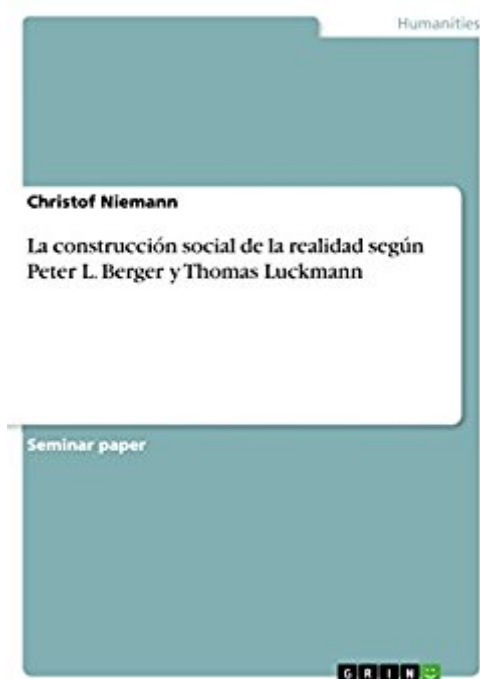 Humanities
Christof Niemann
La construcción social de la realidad según
Peter L. Berger y Thomas Luckmann
Seminar paper
GRIN